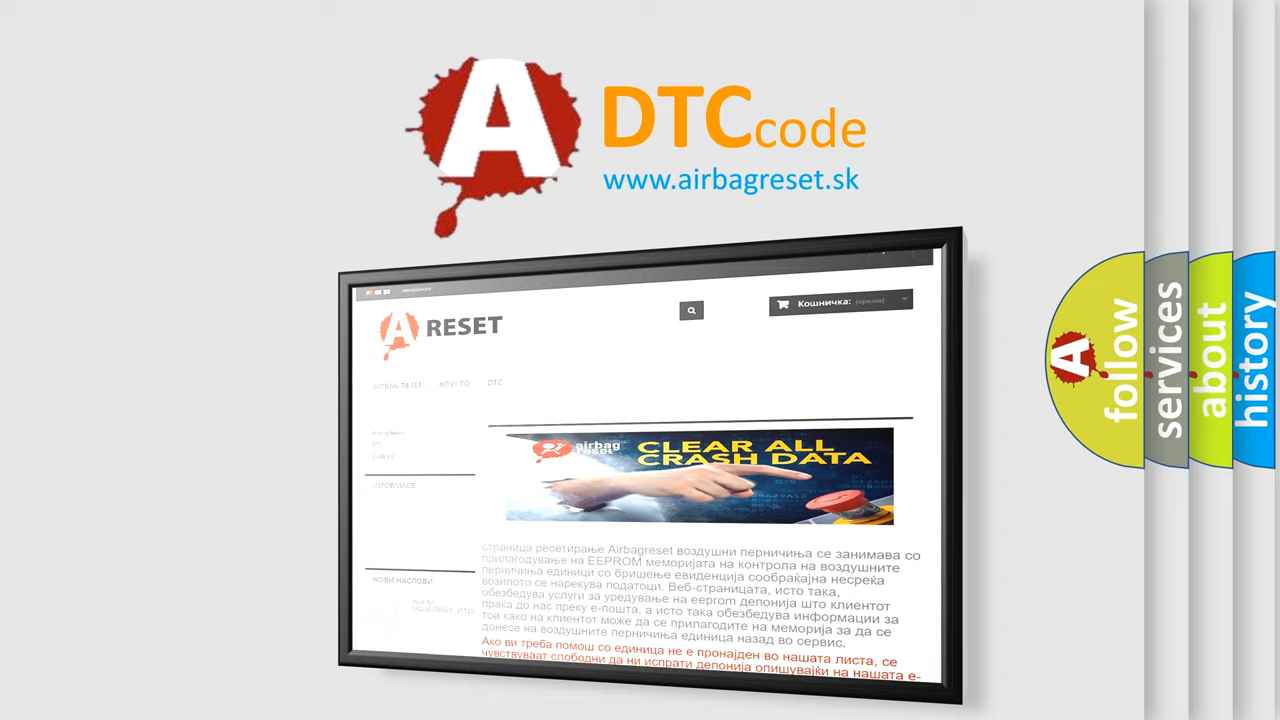 A
DTC code
www.airbagreset.sk
Кошничка: (празна)
A RESET
AIRBAG RESET HOW TO DTC
airbag reset
CLEAR ALL
CRASH DATA
INFORMACE
НОВИ НАСЛОВИ
страница ресетирање Airbagreset воздушни перничиња се занимава со
прилагодување на EEPROM меморијата на контрола на воздушните
перничиња единици со бришење евиденција сообраќајна несреќа
возилото се нарекува податоци. Веб-страницата, исто така,
обезбедува услуги за уредување на eeprom депонија што клиентот
праќа до нас преку е-пошта, а исто така обезбедува информации за
тоа како на клиентот може да се прилагодите на меморија за да се
донесе на воздушните перничиња единица назад во сервис.
Ако ви треба помош со единица не е пронајден во нашата листа, се
чувствуваат слободни да ни испрати депонија опишувајќи на нашата е-
A
follow
services
about
history